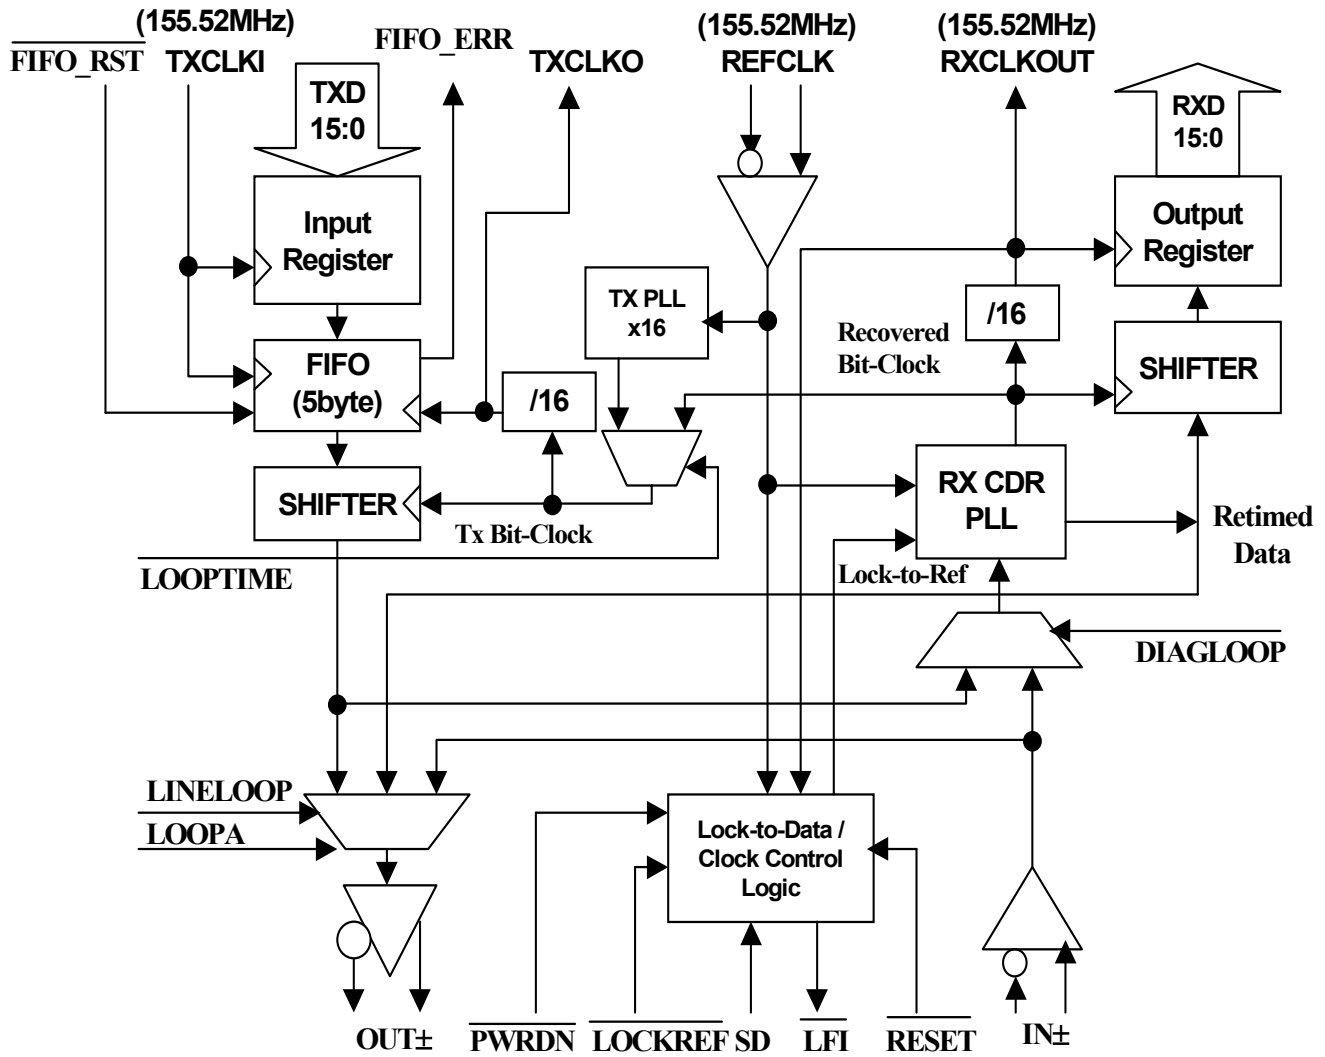 (155.52MHz)
(155.52MHz)
(155.52MHz)
FIFO_RST
TXCLKI
FIFO_ERR
TXCLKO
REFCLK
RXCLKOUT
TXD
15:0
RXD
15:0
Input
Register
Output
Register
TX PLL
x16
/16
Recovered
Bit-Clock
FIFO
(5byte)
/16
SHIFTER
SHIFTER
Tx Bit-Clock
RX CDR
PLL
Retimed
Data
LOOPTIME
Lock-to-Ref
DIAGLOOP
LINELOOP
LOOPA
Lock-to-Data /
Clock Control
Logic
OUT±
PWRDN
LOCKREF
SD
LFI
RESET
IN±